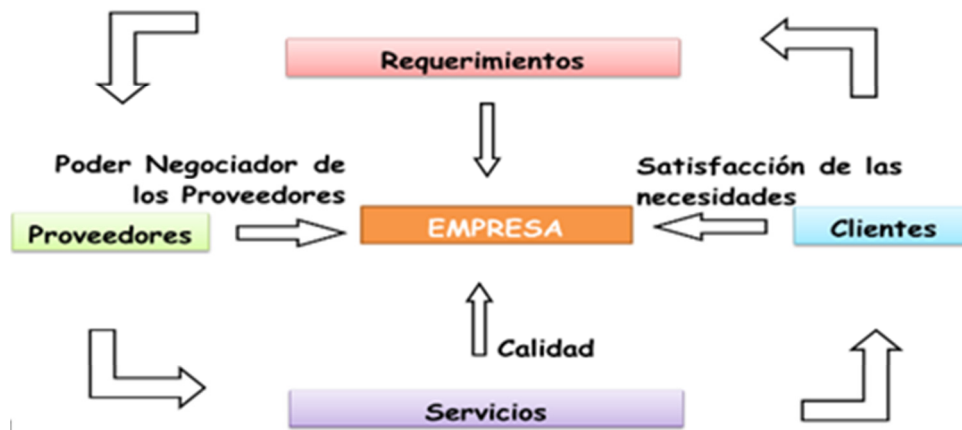 Requerimientos
Poder Negociador de
los Proveedores
Satisfacción de las
necesidades
Proveedores
EMPRESA
Clientes
Calidad
Servicios